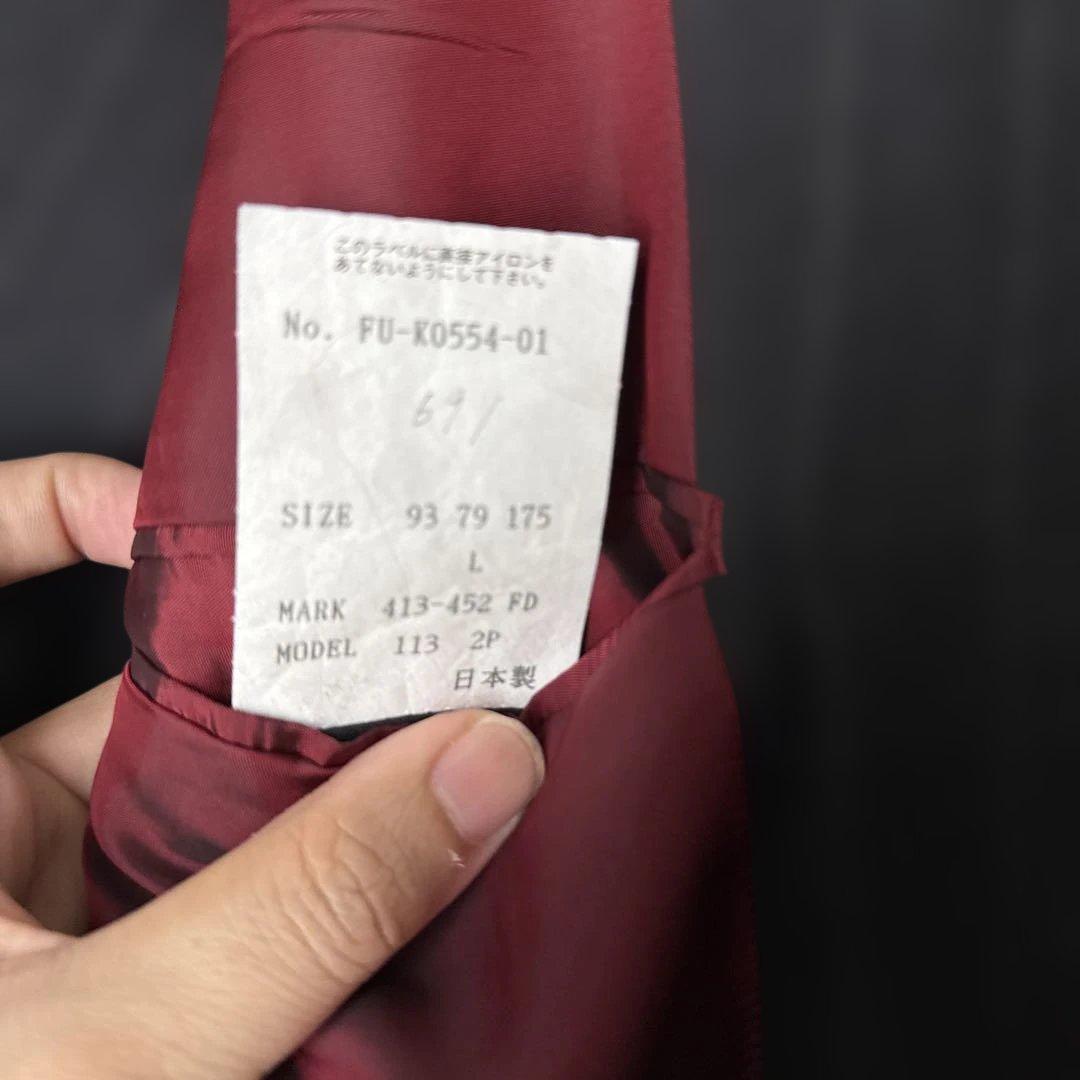 このラベルに直接アイロンを
あてないようにして下さい。
No. FU-K0554-01
691
SIZE 93 79 175
L
MARK 413-452 FD
MODEL 113 2P
日本製